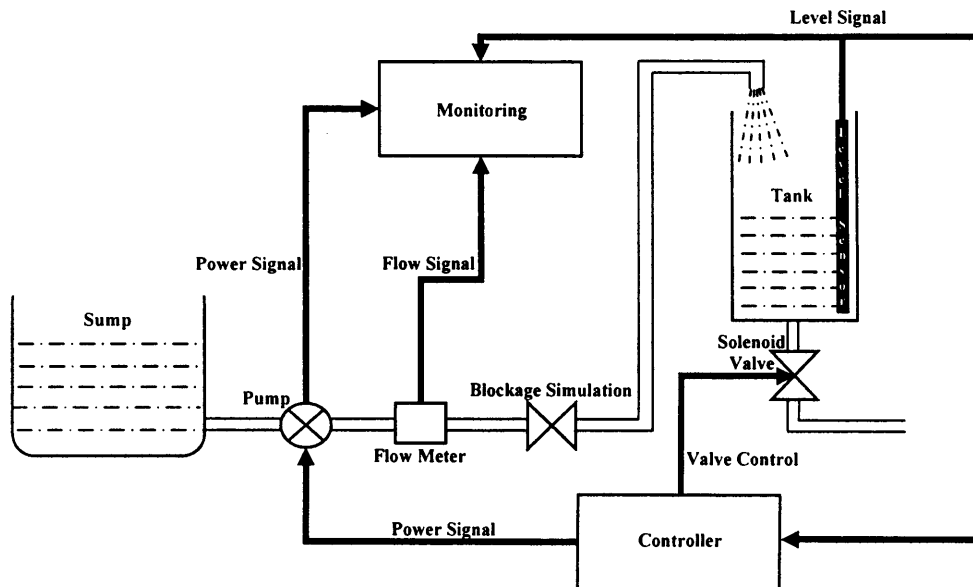 Level Signal
Monitoring
Tank
Power Signal
Flow Signal
Sump
Solenoid
Valve
Pump
Blockage Simulation
Flow Meter
Valve Control
Power Signal
Controller